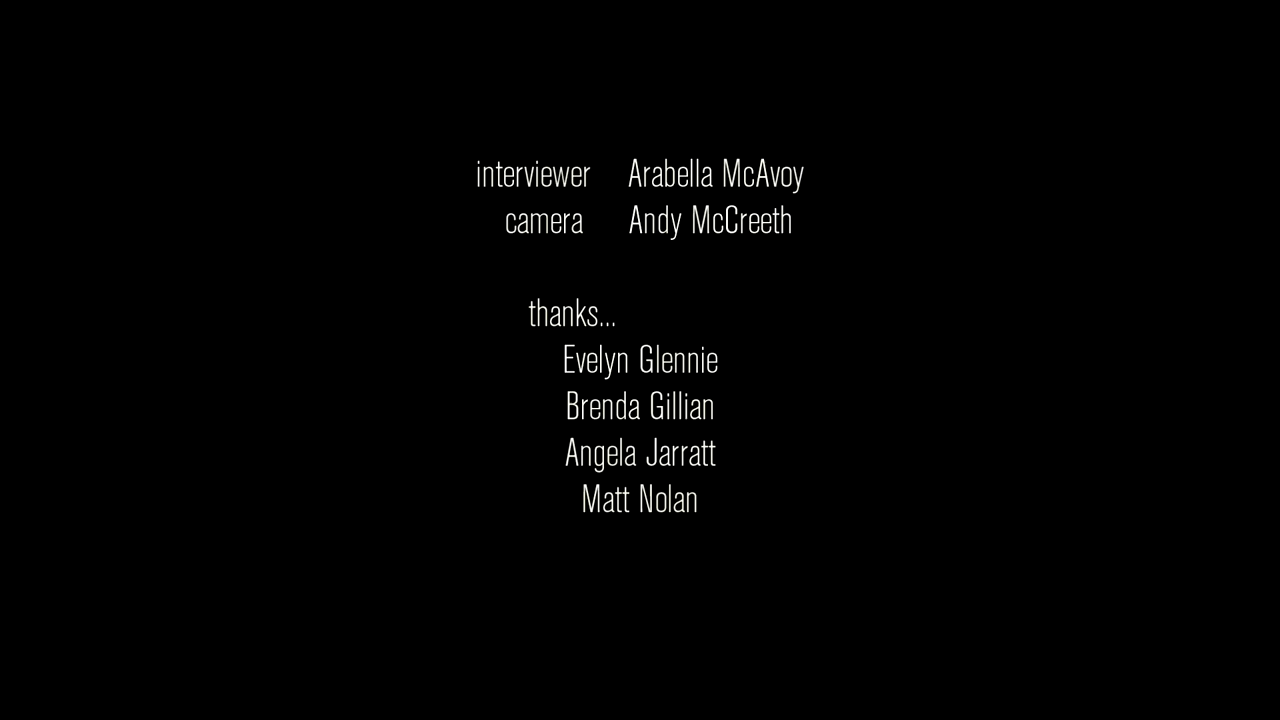 interviewer Arabella McAvoy
camera Andy McCreeth
thanks...
Evelyn Glennie
Brenda Gillian
Angela Jarratt
Matt Nolan